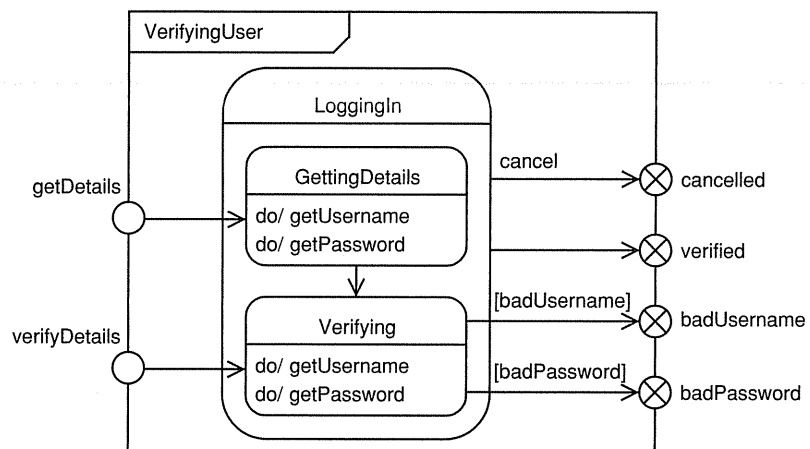 VerifyingUser
LoggingIn
getDetails
GettingDetails
do/ getUsername
do/ getPassword
cancel
cancelled
verified
verifyDetails
Verifying
do/ getUsername
do/ getPassword
[badUsername]
badUsername
[badPassword]
badPassword